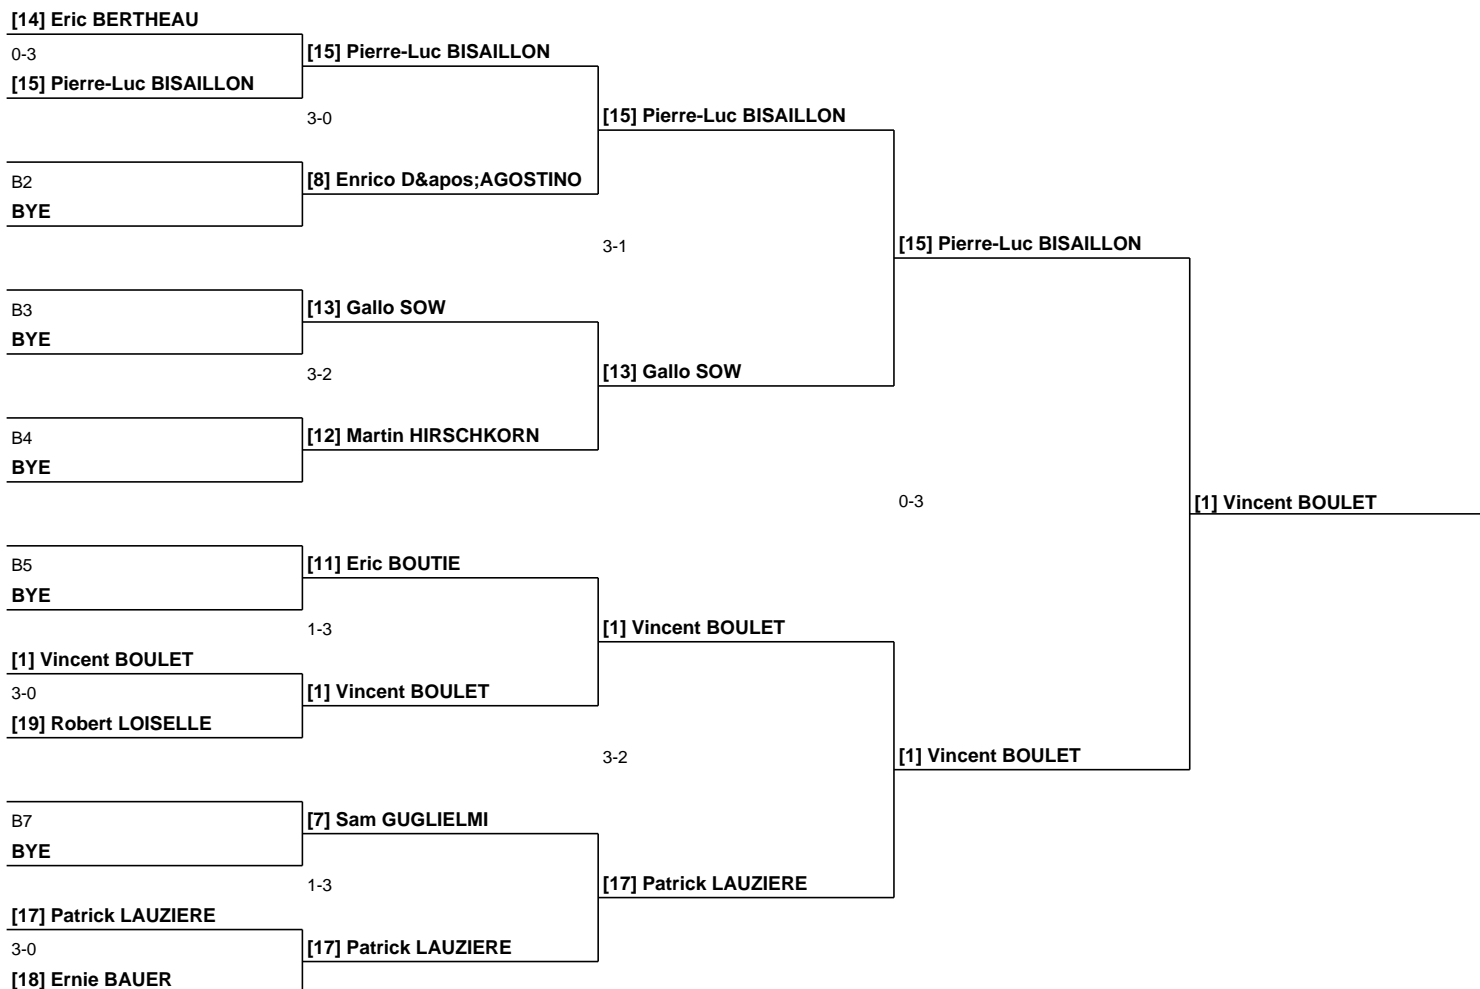 [14] Eric BERTHEAU
0-3
[15] Pierre-Luc BISAILLON
[15] Pierre-Luc BISAILLON
3-0
[15] Pierre-Luc BISAILLON
B2
[8] Enrico D&apos;AGOSTINO
BYE
3-1
[15] Pierre-Luc BISAILLON
B3
[13] Gallo SOW
BYE
3-2
[13] Gallo SOW
B4
[12] Martin HIRSCHKORN
BYE
0-3
[1] Vincent BOULET
B5
[11] Eric BOUTIE
BYE
1-3
[1] Vincent BOULET
[1] Vincent BOULET
3-0
[1] Vincent BOULET
[19] Robert LOISELLE
3-2
[1] Vincent BOULET
B7
[7] Sam GUGLIELMI
BYE
1-3
[17] Patrick LAUZIERE
[17] Patrick LAUZIERE
3-0
[17] Patrick LAUZIERE
[18] Ernie BAUER